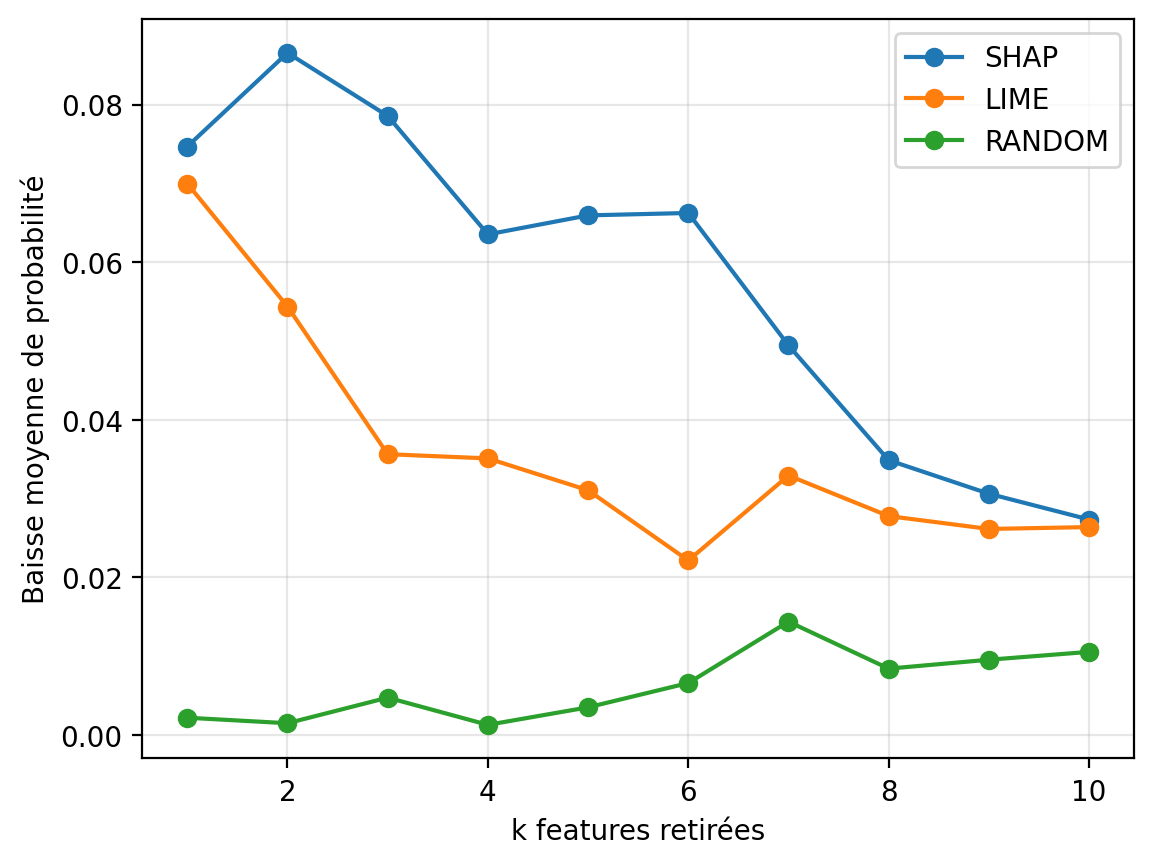 SHAP
LIME
RANDOM
Baisse moyenne de probabilité
0.08
0.06
0.04
0.02
0.00
2 4 6 8 10
k features retirées